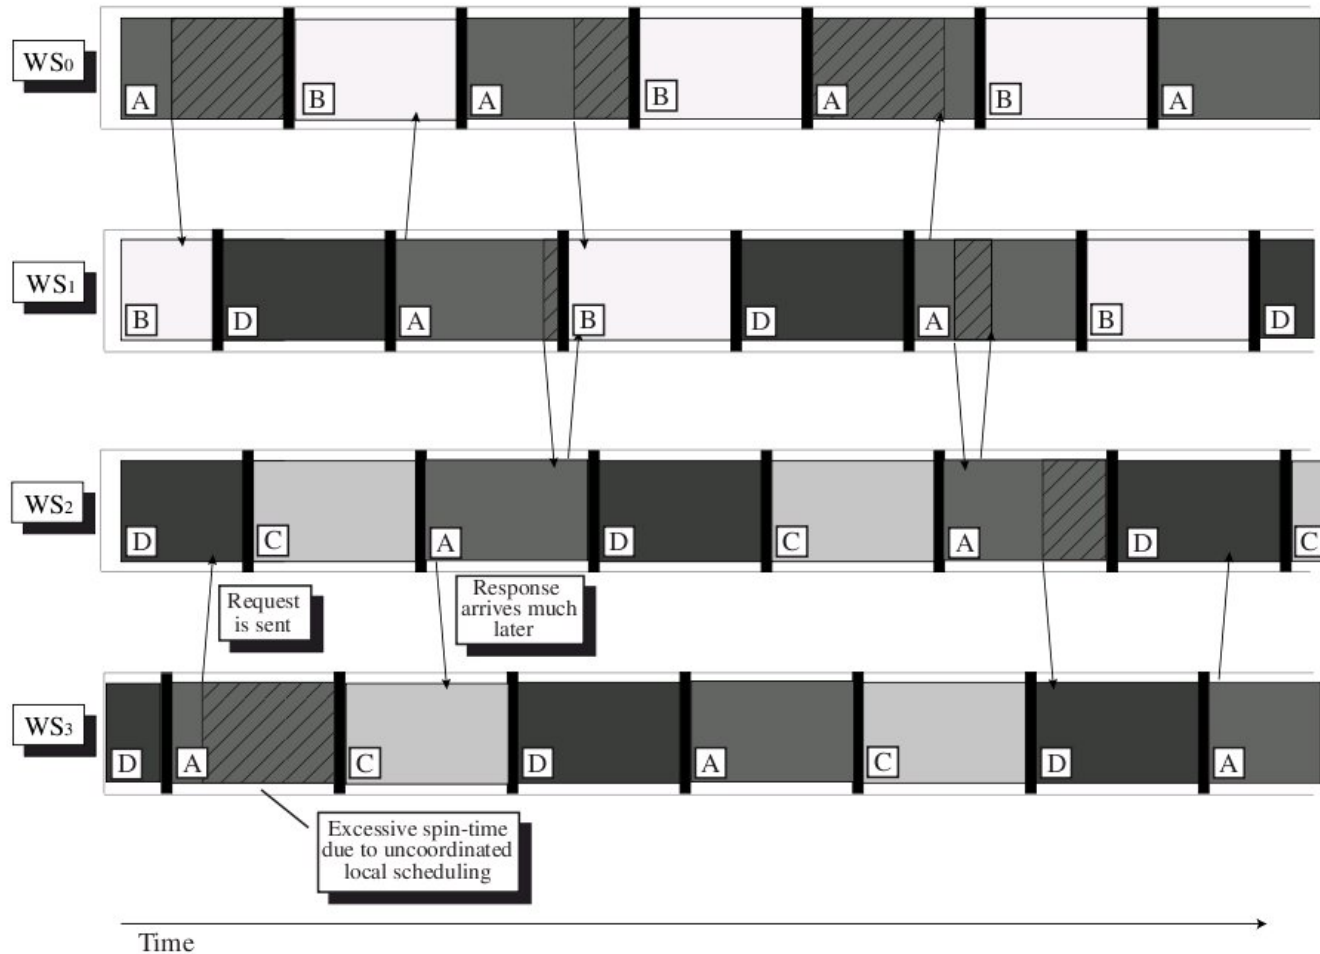 WS0
A
B
A
B
A
B
A
WS1
B
D
A
B
D
A
B
D
WS2
D
C
A
D
C
A
D
C
Request
is sent
Response
arrives much
later
WS3
D
A
C
D
A
C
D
A
Excessive spin-time
due to uncoordinated
local scheduling
Time